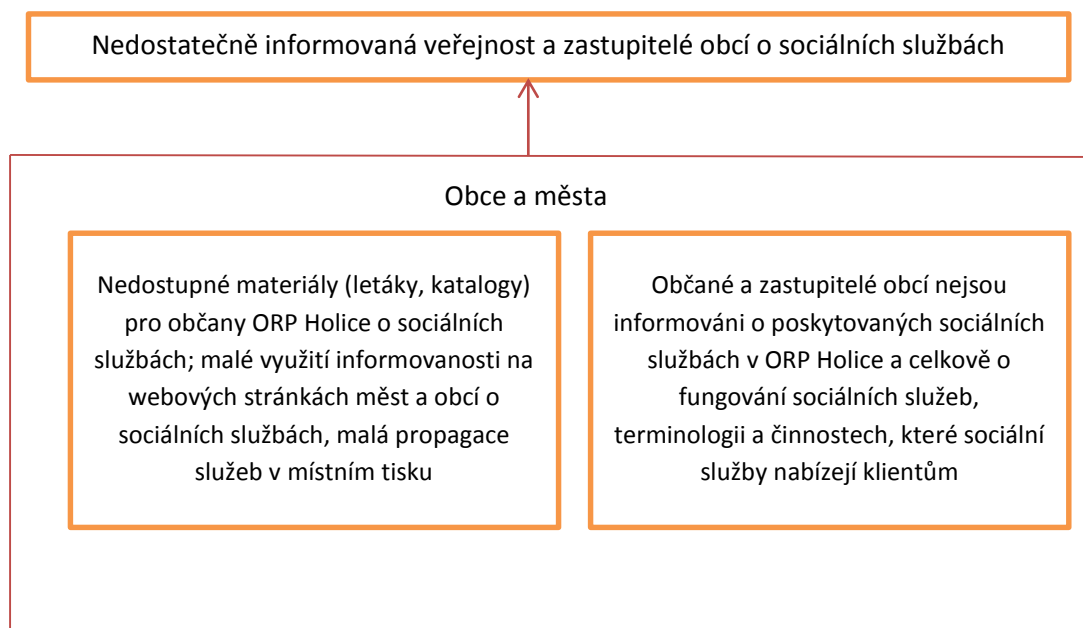 Nedostatečně informovaná veřejnost a zastupitelé obcí o sociálních službách
Obce a města
Nedostupné materiály (letáky, katalogy)
pro občany ORP Holice o sociálních
službách; malé využití informovanosti na
webových stránkách měst a obcí o
sociálních službách, malá propagace
služeb v místním tisku
Občané a zastupitelé obcí nejsou
informováni o poskytovaných sociálních
službách v ORP Holice a celkově o
fungování sociálních služeb,
terminologii a činnostech, které sociální
služby nabízejí klientům